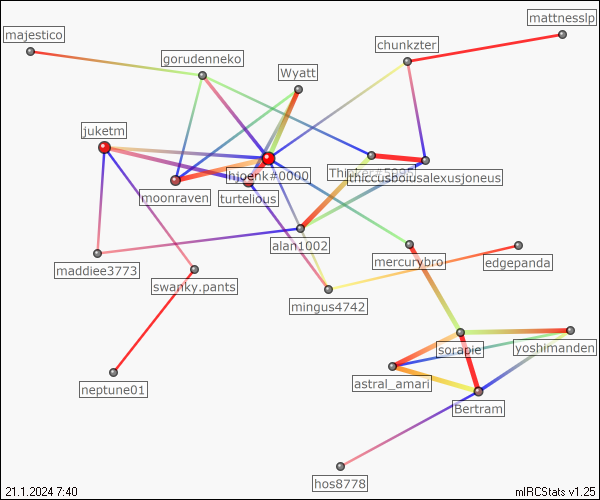 mattnesslp
majestico
chunkzter
gorudenneko
Wyatt
juketm
hjoenk#0000
thiccusboiusalexusjoneus
moonraven
turtelious
alan1002
mercurybro
edgepanda
maddiee3773
swanky.pants
mingus4742
sorapie
yoshimanden
astral_amari
neptune01
Bertram
hos8778
21.1.2024 7:40
mIRCStats v1.25